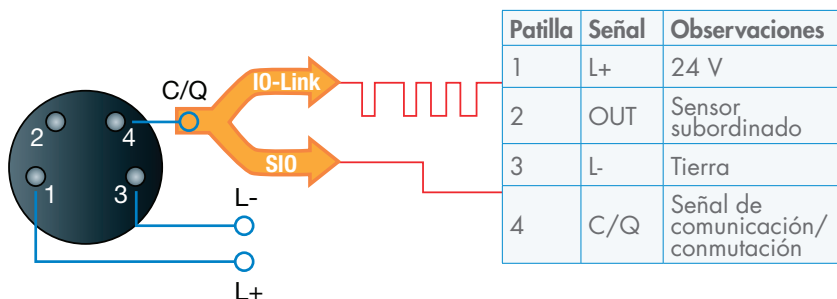 C/Q
IO-Link
SIO
2
4
1
3
L-
L+
Patilla Señal Observaciones
1 L+ 24 V
2 OUT Sensor
subordinado
3 L- Tierra
4 C/Q Señal de
comunicación/
conmutación